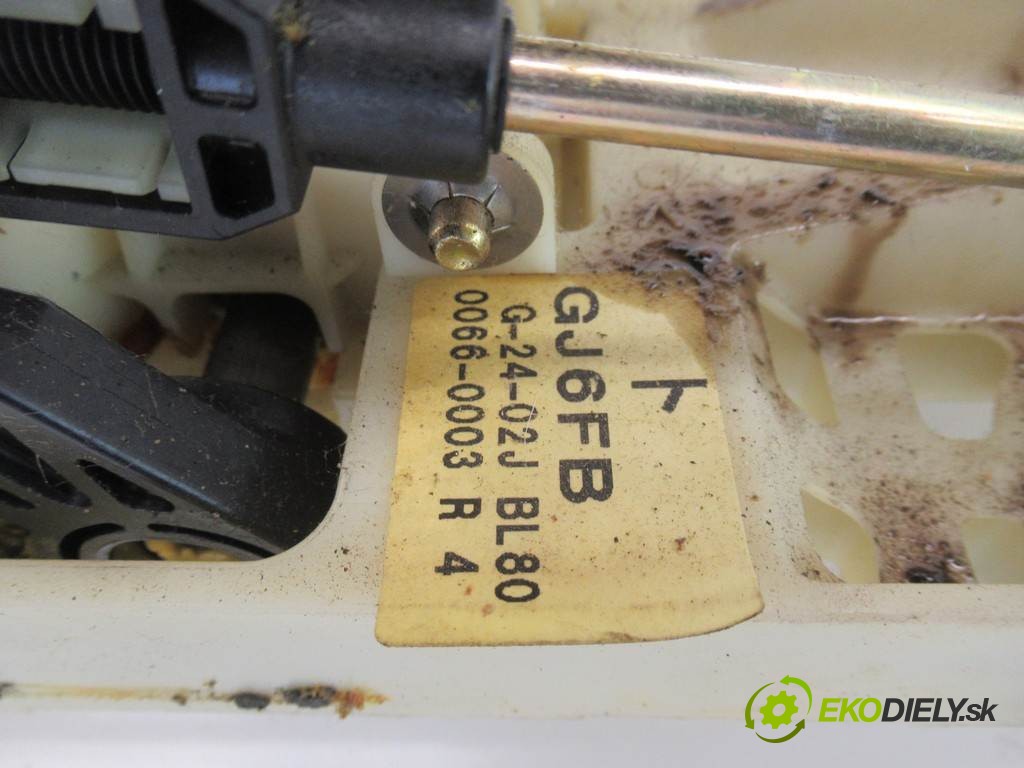 ト
GJ6FB
G-24-02J BL80
0066-0003 R 4
EKODIELY.sk